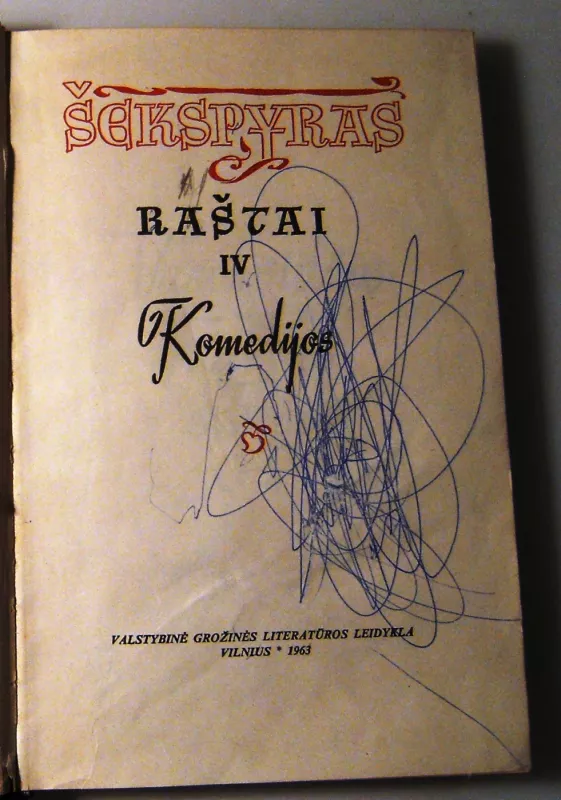 ŠEKSPYRAS
RAŠTAI
IV
Komedijos
VALSTYBINĖ GROŽINĖS LITERATŪROS LEIDYKLA
VILNIUS * 1963